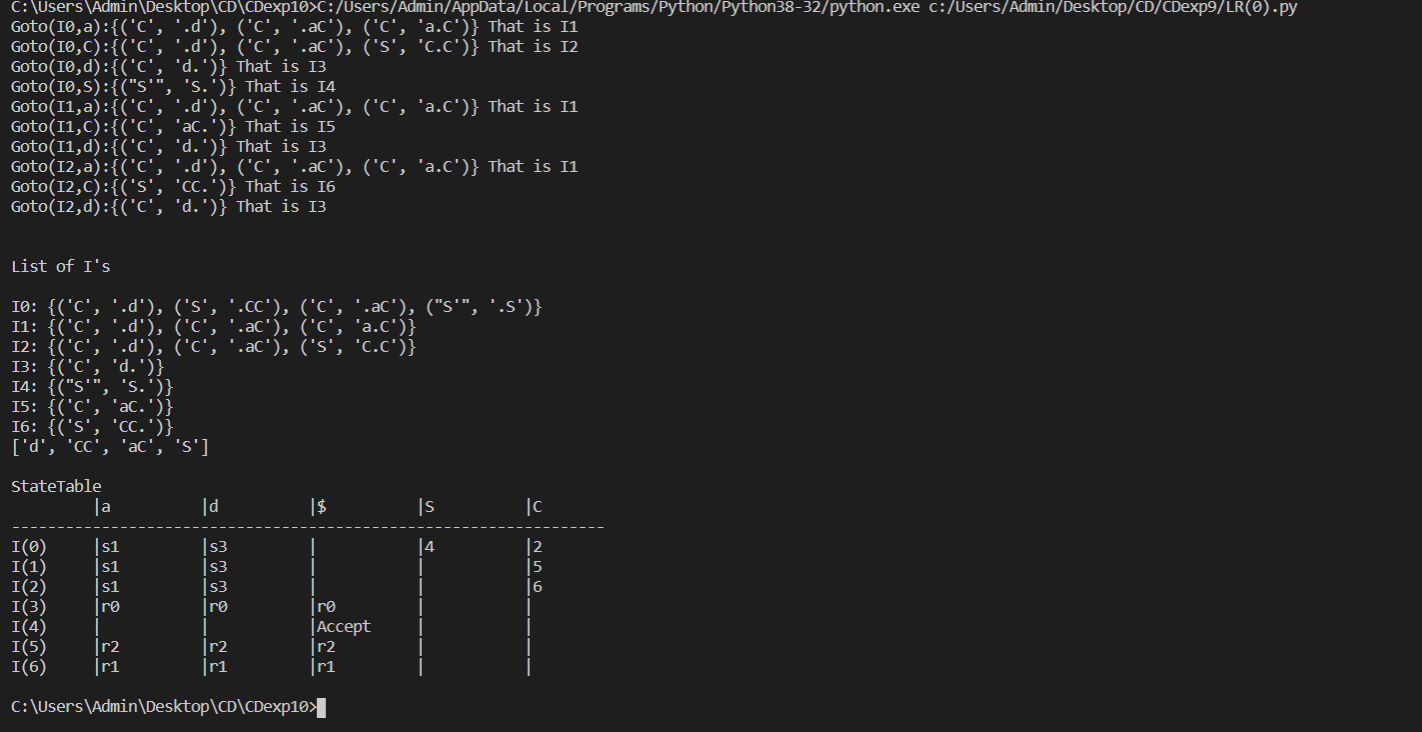 C:\Users\Admin\Desktop\CD\CDexp10>C:/Users/Admin/AppData/Local/Programs/Python/Python38-32/python.exe c:/Users/Admin/Desktop/CD/CDexp9/LR(0).py
Goto(I0,a):{('C', '.d'), ('C', '.aC'), ('C', 'a.C')} That is I1
Goto(I0,C):{('C', '.d'), ('C', '.aC'), ('S', 'C.C')} That is I2
Goto(I0,d):{('C', 'd.')} That is I3
Goto(I0,S):{("S'", 'S.')} That is I4
Goto(I1,a):{('C', '.d'), ('C', '.aC'), ('C', 'a.C')} That is I1
Goto(I1,C):{('C', 'aC.')} That is I5
Goto(I1,d):{('C', 'd.')} That is I3
Goto(I2,a):{('C', '.d'), ('C', '.aC'), ('C', 'a.C')} That is I1
Goto(I2,C):{('S', 'CC.')} That is I6
Goto(I2,d):{('C', 'd.')} That is I3
List of I's
I0: {('C', '.d'), ('S', '.CC'), ('C', '.aC'), ("S'", '.S')}
I1: {('C', '.d'), ('C', '.aC'), ('C', 'a.C')}
I2: {('C', '.d'), ('C', '.aC'), ('S', 'C.C')}
I3: {('C', 'd.')}
I4: {("S'", 'S.')}
I5: {('C', 'aC.')}
I6: {('S', 'CC.')}
['d', 'CC', 'aC', 'S']
StateTable
         |a          |d          |$          |S          |C
------------------------------------------------------------------
I(0)     |s1         |s3         |           |4          |2
I(1)     |s1         |s3         |           |           |5
I(2)     |s1         |s3         |           |           |6
I(3)     |r0         |r0         |r0         |           |
I(4)     |           |           |Accept     |           |
I(5)     |r2         |r2         |r2         |           |
I(6)     |r1         |r1         |r1         |           |
C:\Users\Admin\Desktop\CD\CDexp10>